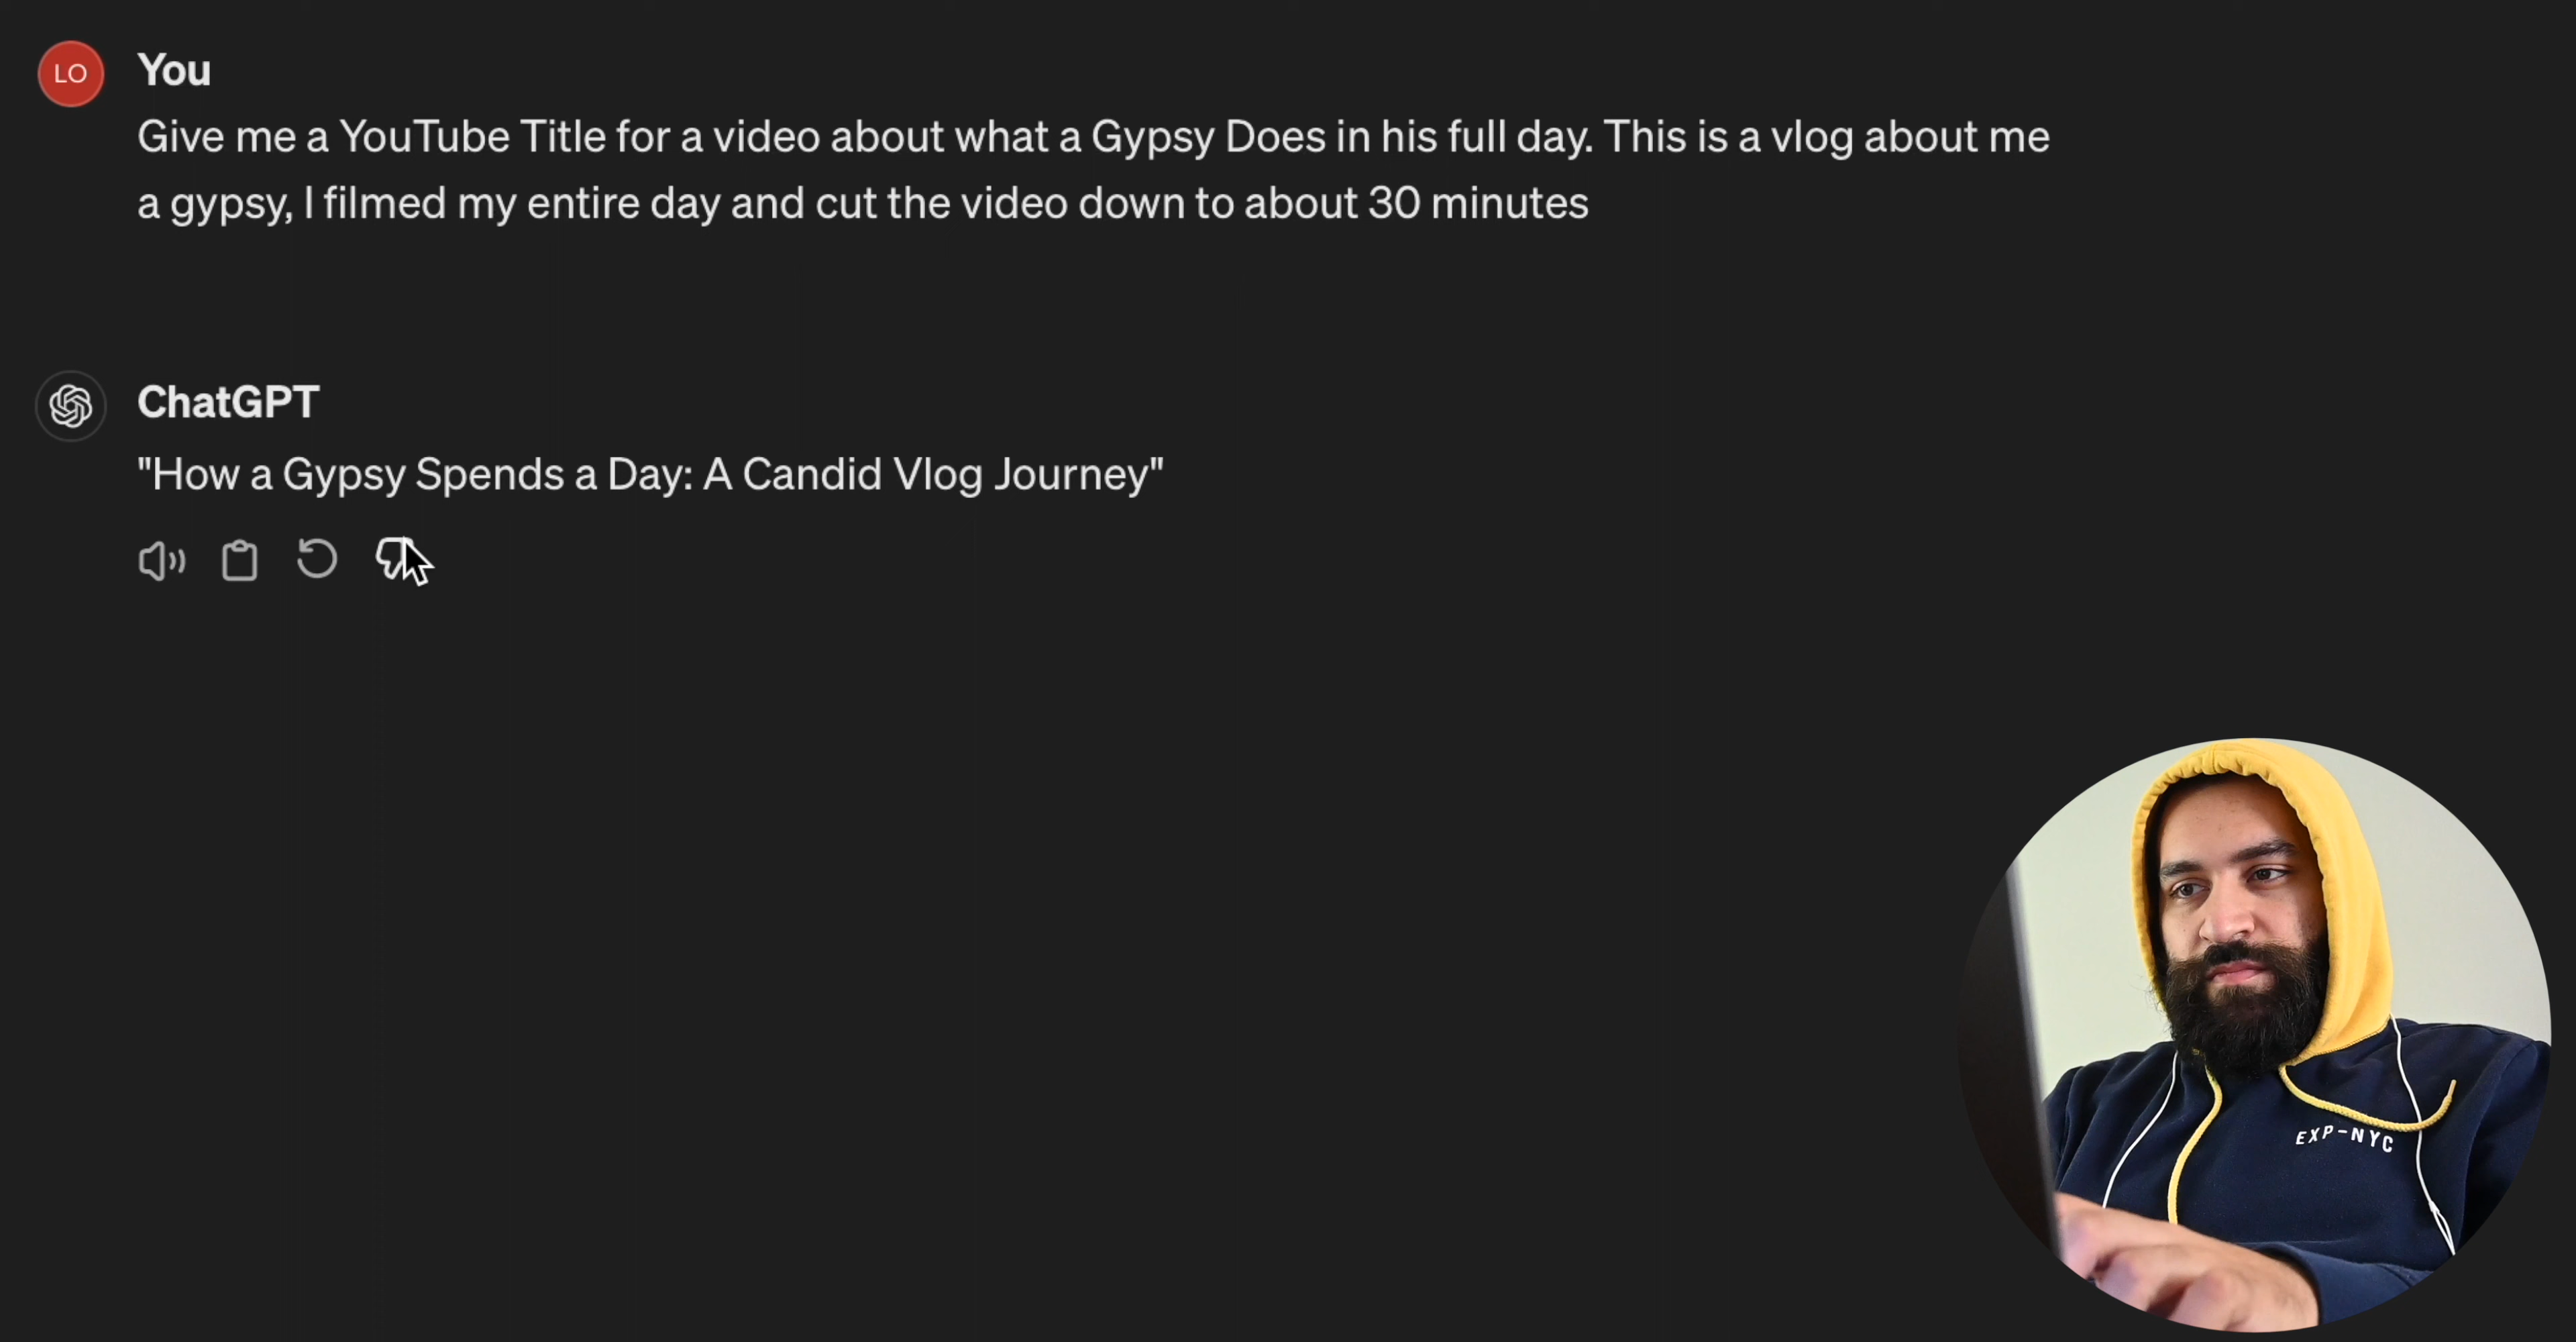 LO
You
Give me a YouTube Title for a video about what a Gypsy Does in his full day. This is a vlog about me
a gypsy, I filmed my entire day and cut the video down to about 30 minutes
ChatGPT
"How a Gypsy Spends a Day: A Candid Vlog Journey"
EXP-NYC